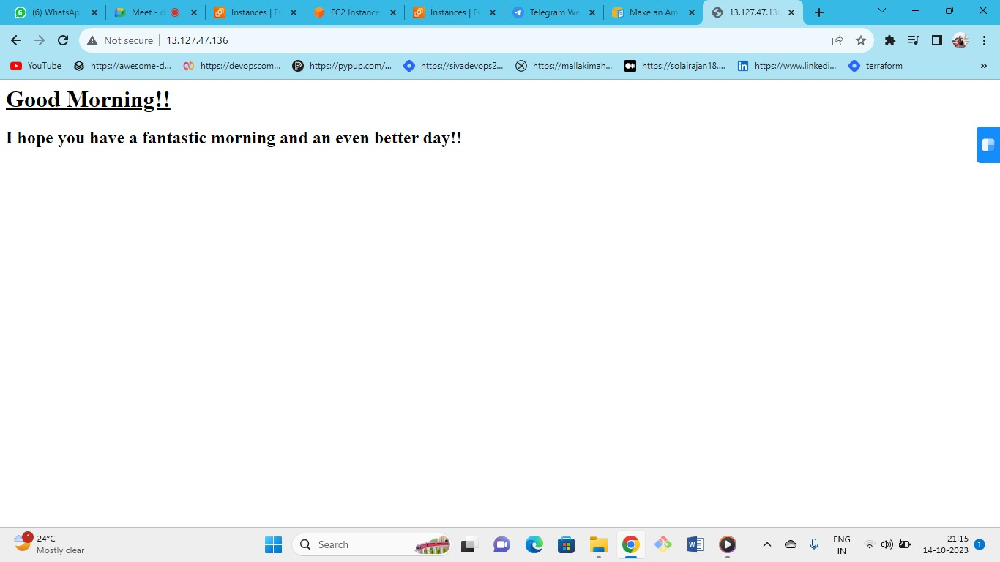 6 (6) WhatsAp Meet - d Instances | E EC2 Instance Instances | E Telegram We Make an Am 13.127.47.13
Not secure 13.127.47.136
YouTube https://awesome-d... https://devopscom... https://pypup.com/... https://sivadevops2... https://mallakimah... https://solairajan18.... https://www.linkedi... terraform »
Good Morning!!
I hope you have a fantastic morning and an even better day!!
1 24°C
Mostly clear
Search
ENG
IN
21:15
14-10-2023
1